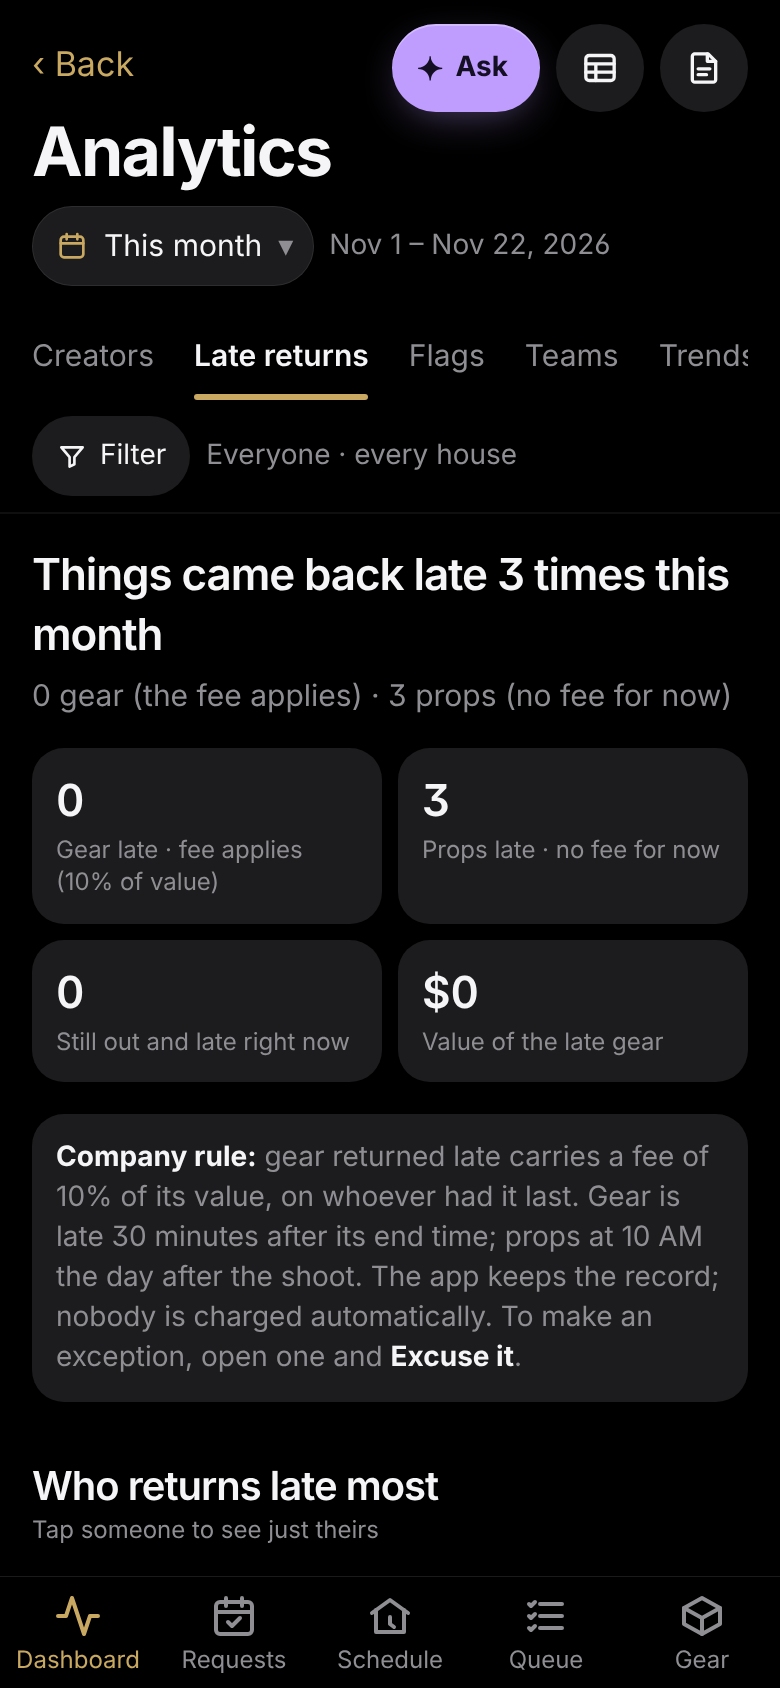 ‹ Back
Ask
Analytics
This month ▾
Nov 1 – Nov 22, 2026
Creators
Late returns
Flags
Teams
Trends
Filter
Everyone · every house
Things came back late 3 times this
month
0 gear (the fee applies) · 3 props (no fee for now)
0
Gear late · fee applies
(10% of value)
3
Props late · no fee for now
0
Still out and late right now
$0
Value of the late gear
Company rule: gear returned late carries a fee of
10% of its value, on whoever had it last. Gear is
late 30 minutes after its end time; props at 10 AM
the day after the shoot. The app keeps the record;
nobody is charged automatically. To make an
exception, open one and Excuse it.
Who returns late most
Tap someone to see just theirs
Dashboard
Requests
Schedule
Queue
Gear